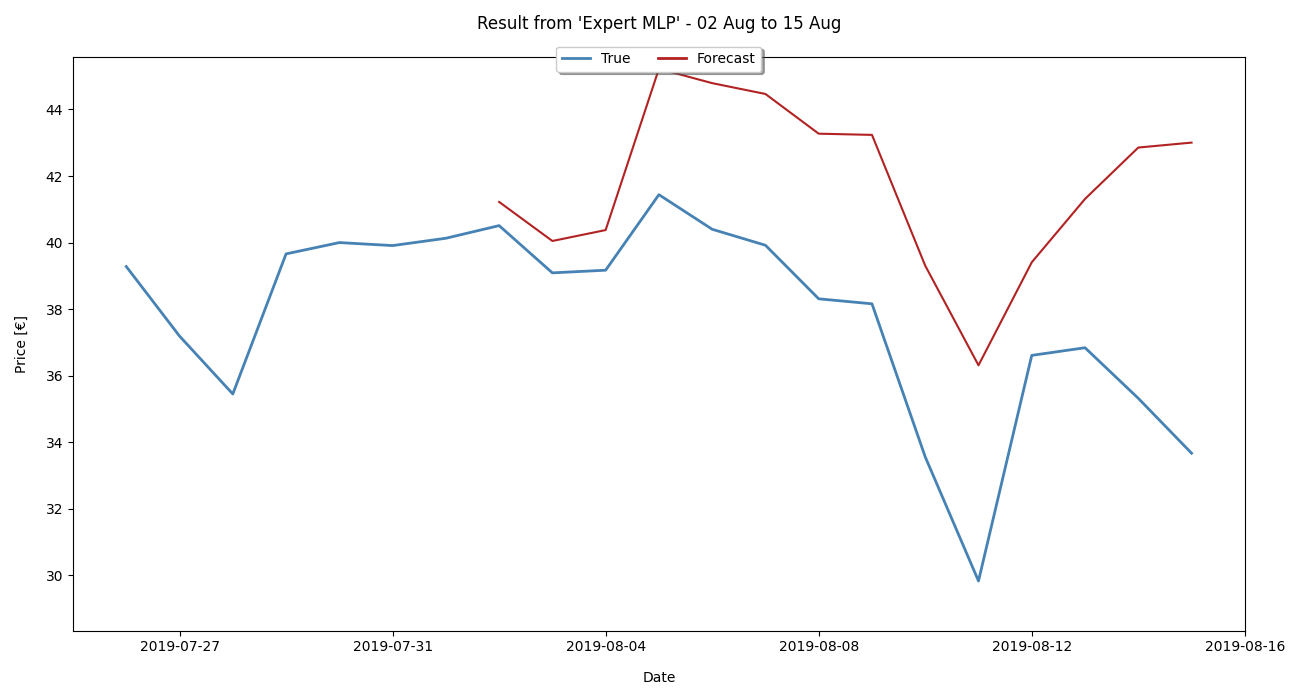 Result from 'Expert MLP' - 02 Aug to 15 Aug
True Forecast
44
42
40
38
36
34
32
30
Price [€]
2019-07-27 2019-07-31 2019-08-04 2019-08-08 2019-08-12 2019-08-16
Date